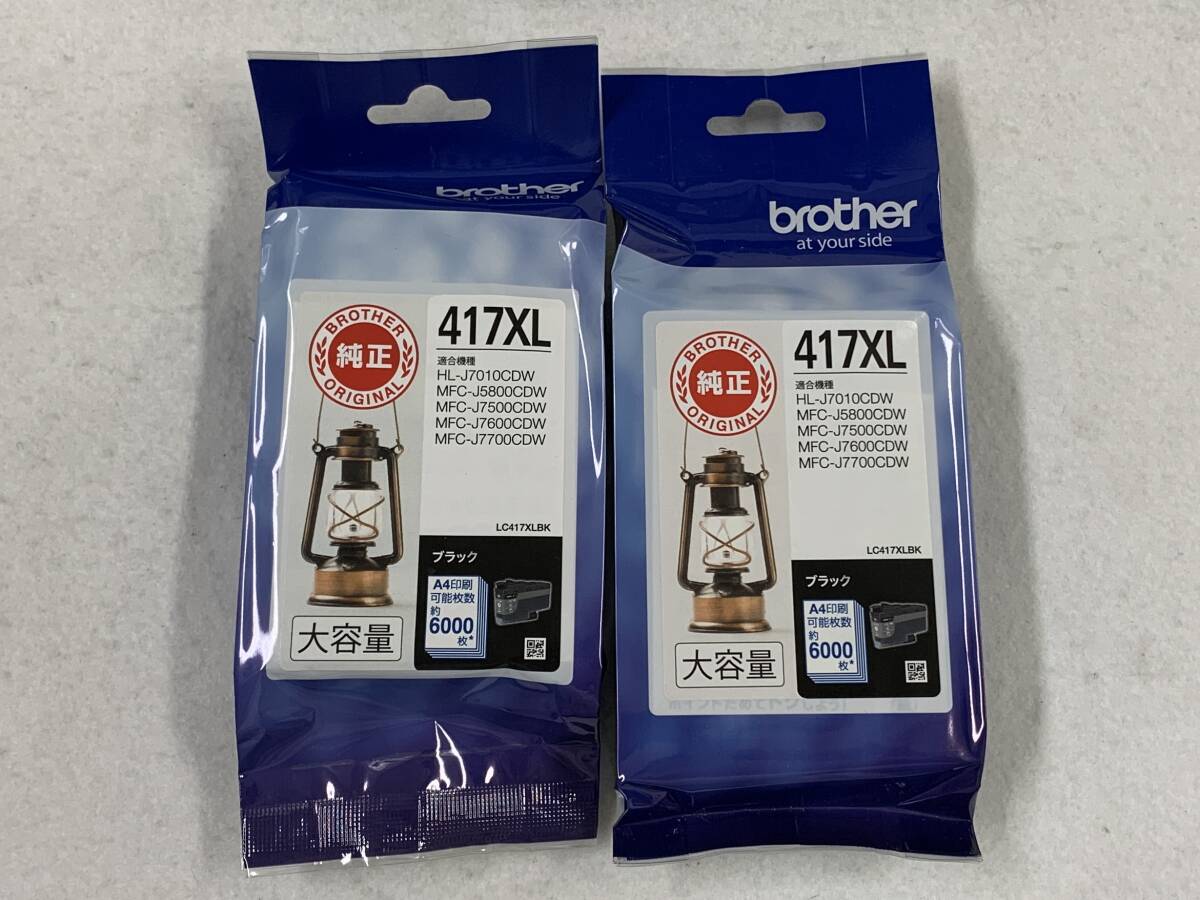 brother
at your side
BROTHER
純正
ORIGINAL
417XL
適合機種
HL-J7010CDW
MFC-J5800CDW
MFC-J7500CDW
MFC-J7600CDW
MFC-J7700CDW
LC417XLBK
ブラック
A4印刷
可能枚数
約
6000
枚*
大容量
brother
at your side
BROTHER
純正
ORIGINAL
417XL
適合機種
HL-J7010CDW
MFC-J5800CDW
MFC-J7500CDW
MFC-J7600CDW
MFC-J7700CDW
LC417XLBK
ブラック
A4印刷
可能枚数
約
6000
枚*
大容量